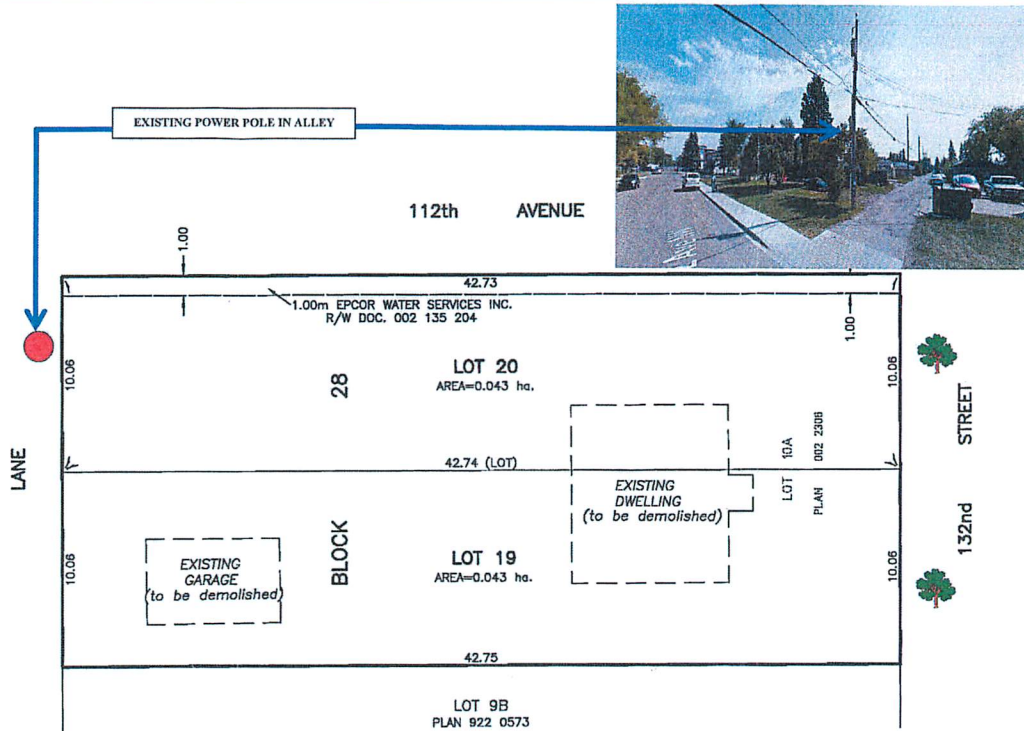 EXISTING POWER POLE IN ALLEY
112th AVENUE
1.00
42.73
1.00m EPCOR WATER SERVICES INC.
R/W DOC. 002 135 204
1.00
10.06
28
LOT 20
AREA=0.043 ha.
10.06
LANE
42.74 (LOT)
LOT 10A
PLAN 002 2306
STREET
132nd
EXISTING
DWELLING
(to be demolished)
BLOCK
10.06
EXISTING
GARAGE
(to be demolished)
LOT 19
AREA=0.043 ha.
10.06
42.75
LOT 9B
PLAN 922 0573